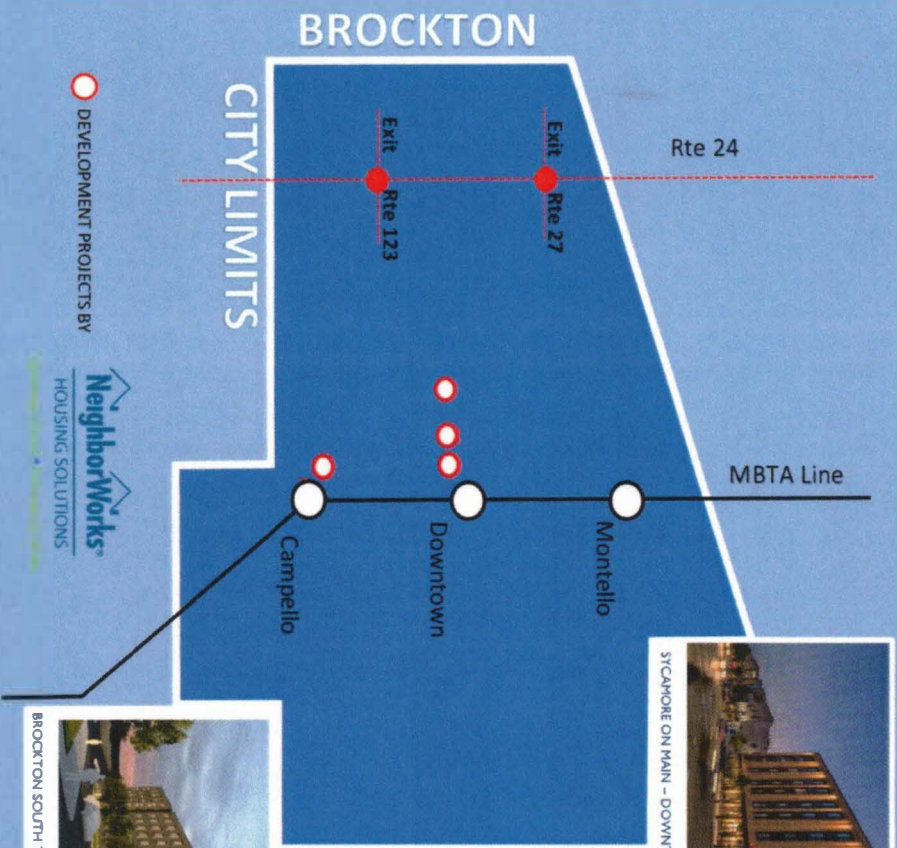 BROCKTON
CITY LIMITS
Rte 24
Exit Rte 27
Exit Rte 123
MBTA Line
Montello
Downtown
Campello
DEVELOPMENT PROJECTS BY
NeighborWorks®
HOUSING SOLUTIONS
SYCAMORE ON MAIN – DOWNT
BROCKTON SOUTH